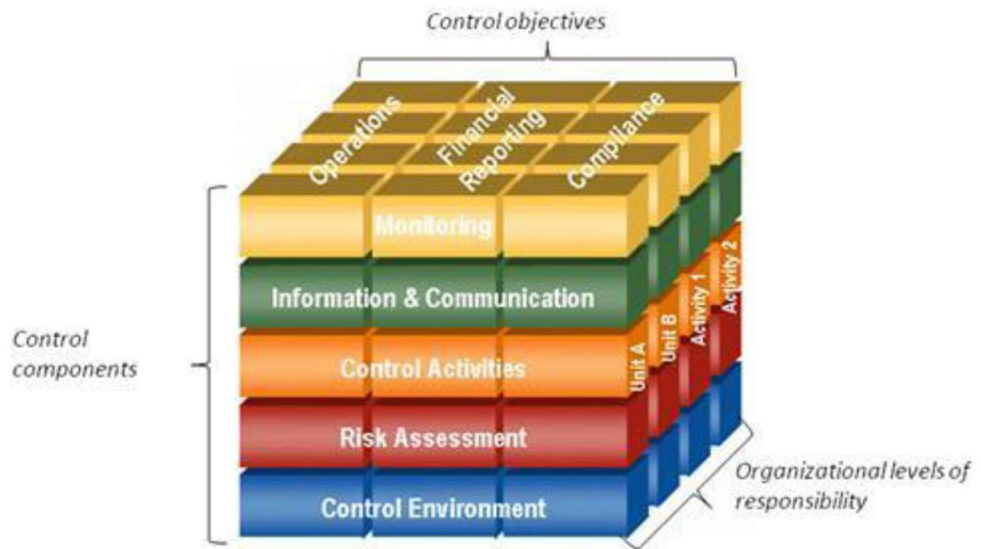 Control objectives
Operations
Financial
Reporting
Compliance
Monitoring
Information & Communication
Control Activities
Risk Assessment
Control Environment
Unit A
Unit B
Activity 1
Activity 2
Control
components
Organizational levels of
responsibility